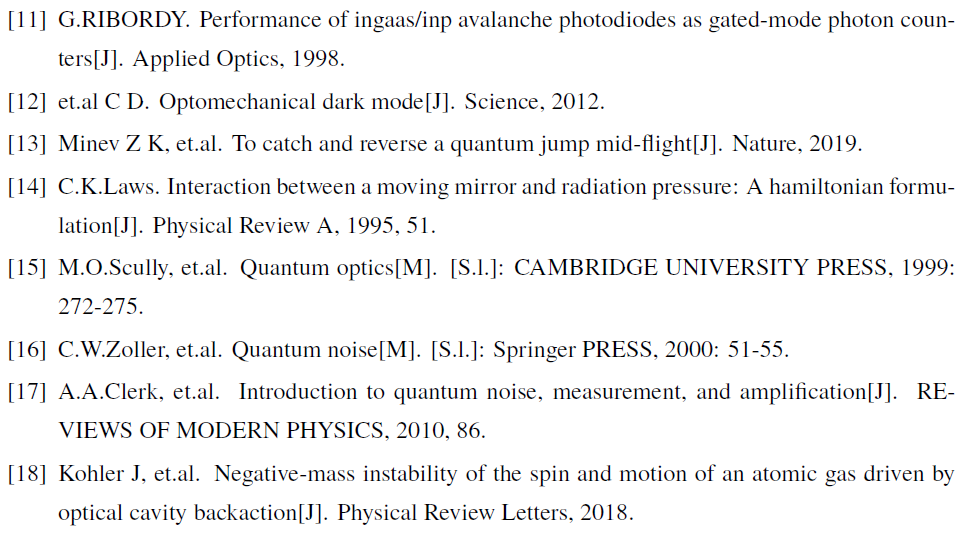 [11] G.RIBORDY. Performance of ingaas/inp avalanche photodiodes as gated-mode photon coun-
ters[J]. Applied Optics, 1998.
[12] et.al C D. Optomechanical dark mode[J]. Science, 2012.
[13] Minev Z K, et.al. To catch and reverse a quantum jump mid-flight[J]. Nature, 2019.
[14] C.K.Laws. Interaction between a moving mirror and radiation pressure: A hamiltonian formu-
lation[J]. Physical Review A, 1995, 51.
[15] M.O.Scully, et.al. Quantum optics[M]. [S.l.]: CAMBRIDGE UNIVERSITY PRESS, 1999:
272-275.
[16] C.W.Zoller, et.al. Quantum noise[M]. [S.l.]: Springer PRESS, 2000: 51-55.
[17] A.A.Clerk, et.al. Introduction to quantum noise, measurement, and amplification[J]. RE-
VIEWS OF MODERN PHYSICS, 2010, 86.
[18] Kohler J, et.al. Negative-mass instability of the spin and motion of an atomic gas driven by
optical cavity backaction[J]. Physical Review Letters, 2018.